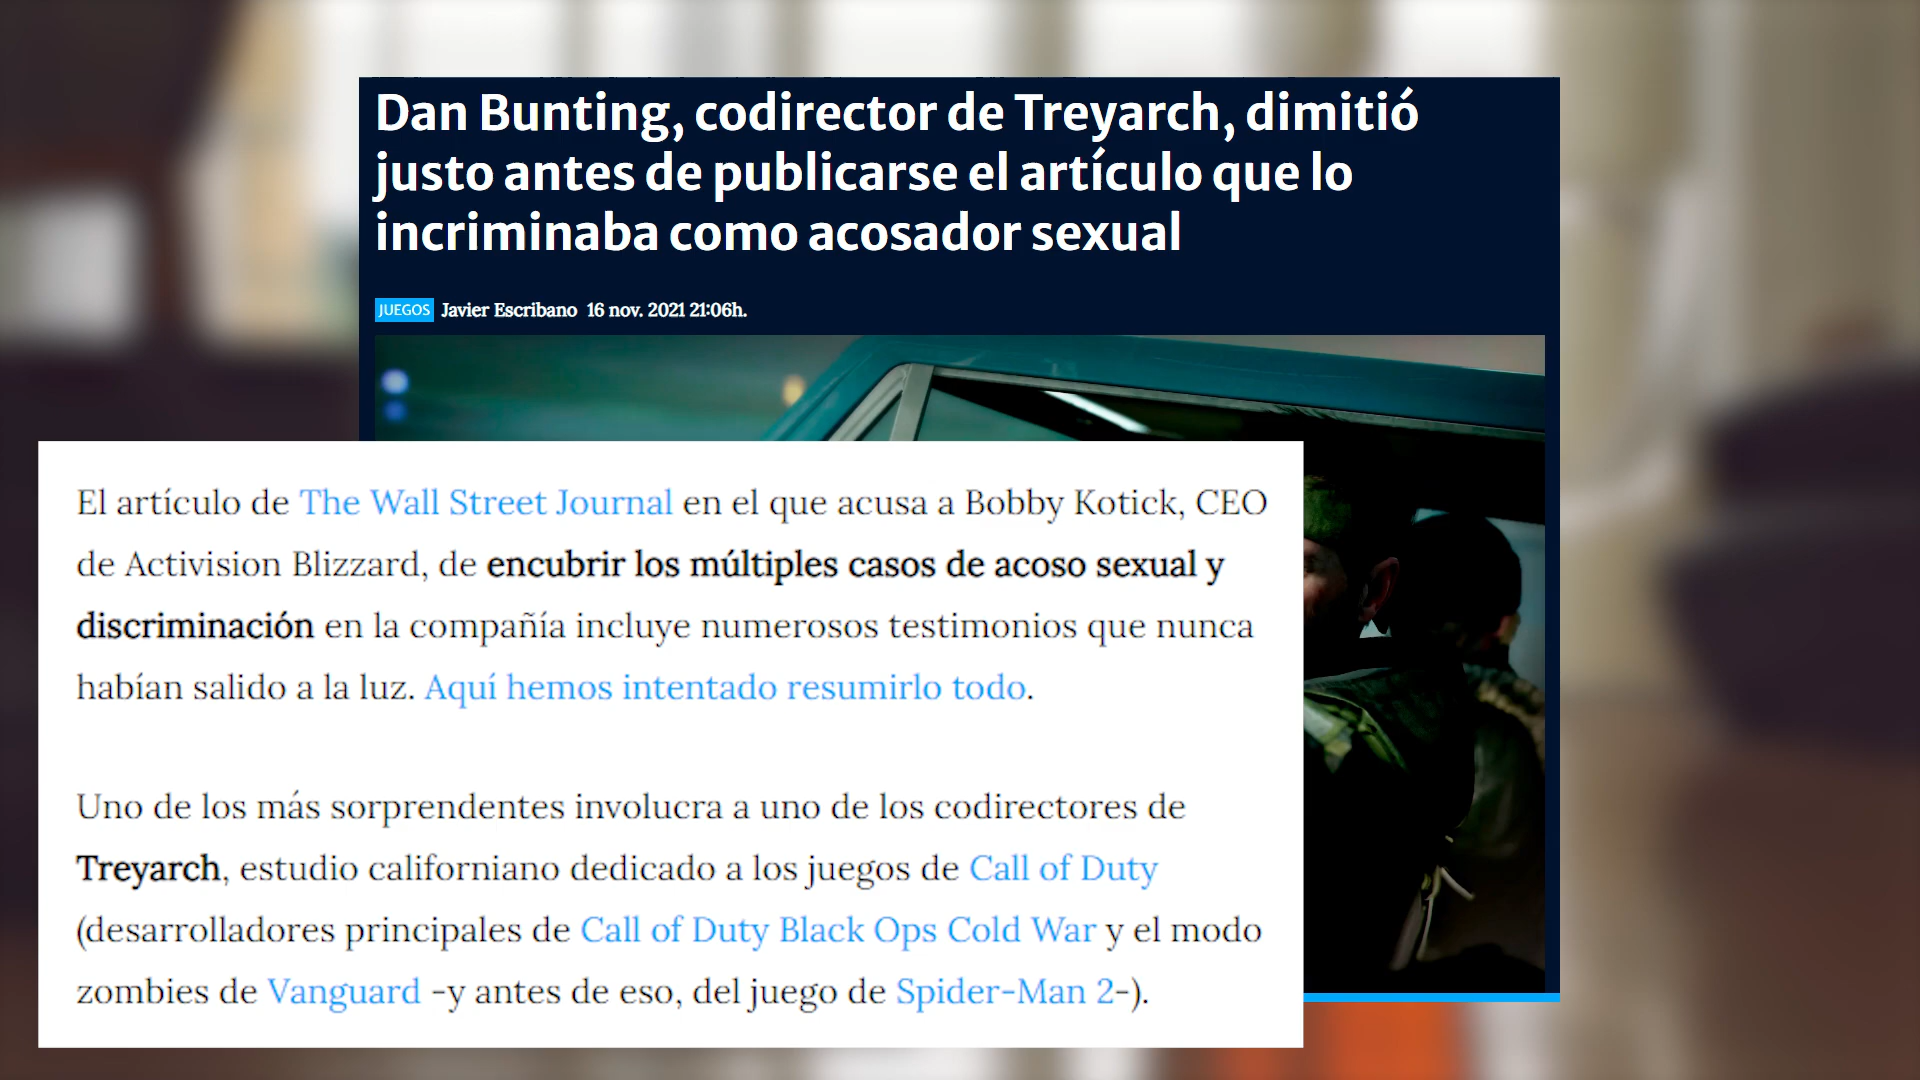 Dan Bunting, codirector de Treyarch, dimitió
justo antes de publicarse el artículo que lo
incriminaba como acosador sexual
JUEGOS Javier Escribano 16 nov. 2021 21:06h.
El artículo de The Wall Street Journal en el que acusa a Bobby Kotick, CEO
de Activision Blizzard, de encubrir los múltiples casos de acoso sexual y
discriminación en la compañía incluye numerosos testimonios que nunca
habían salido a la luz. Aquí hemos intentado resumirlo todo.
Uno de los más sorprendentes involucra a uno de los codirectores de
Treyarch, estudio californiano dedicado a los juegos de Call of Duty
(desarrolladores principales de Call of Duty Black Ops Cold War y el modo
zombies de Vanguard -y antes de eso, del juego de Spider-Man 2-).